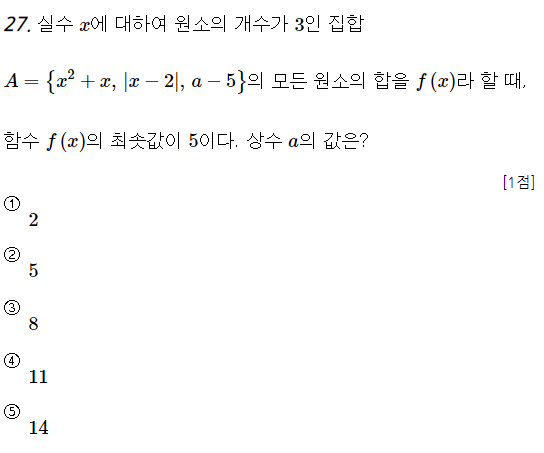 27. 실수 x에 대하여 원소의 개수가 3인 집합
A = {x² + x, |x − 2|, a − 5}의 모든 원소의 합을 f (x)라 할 때,
함수 f (x)의 최솟값이 5이다. 상수 a의 값은?
[1점]
①
2
②
5
③
8
④
11
⑤
14